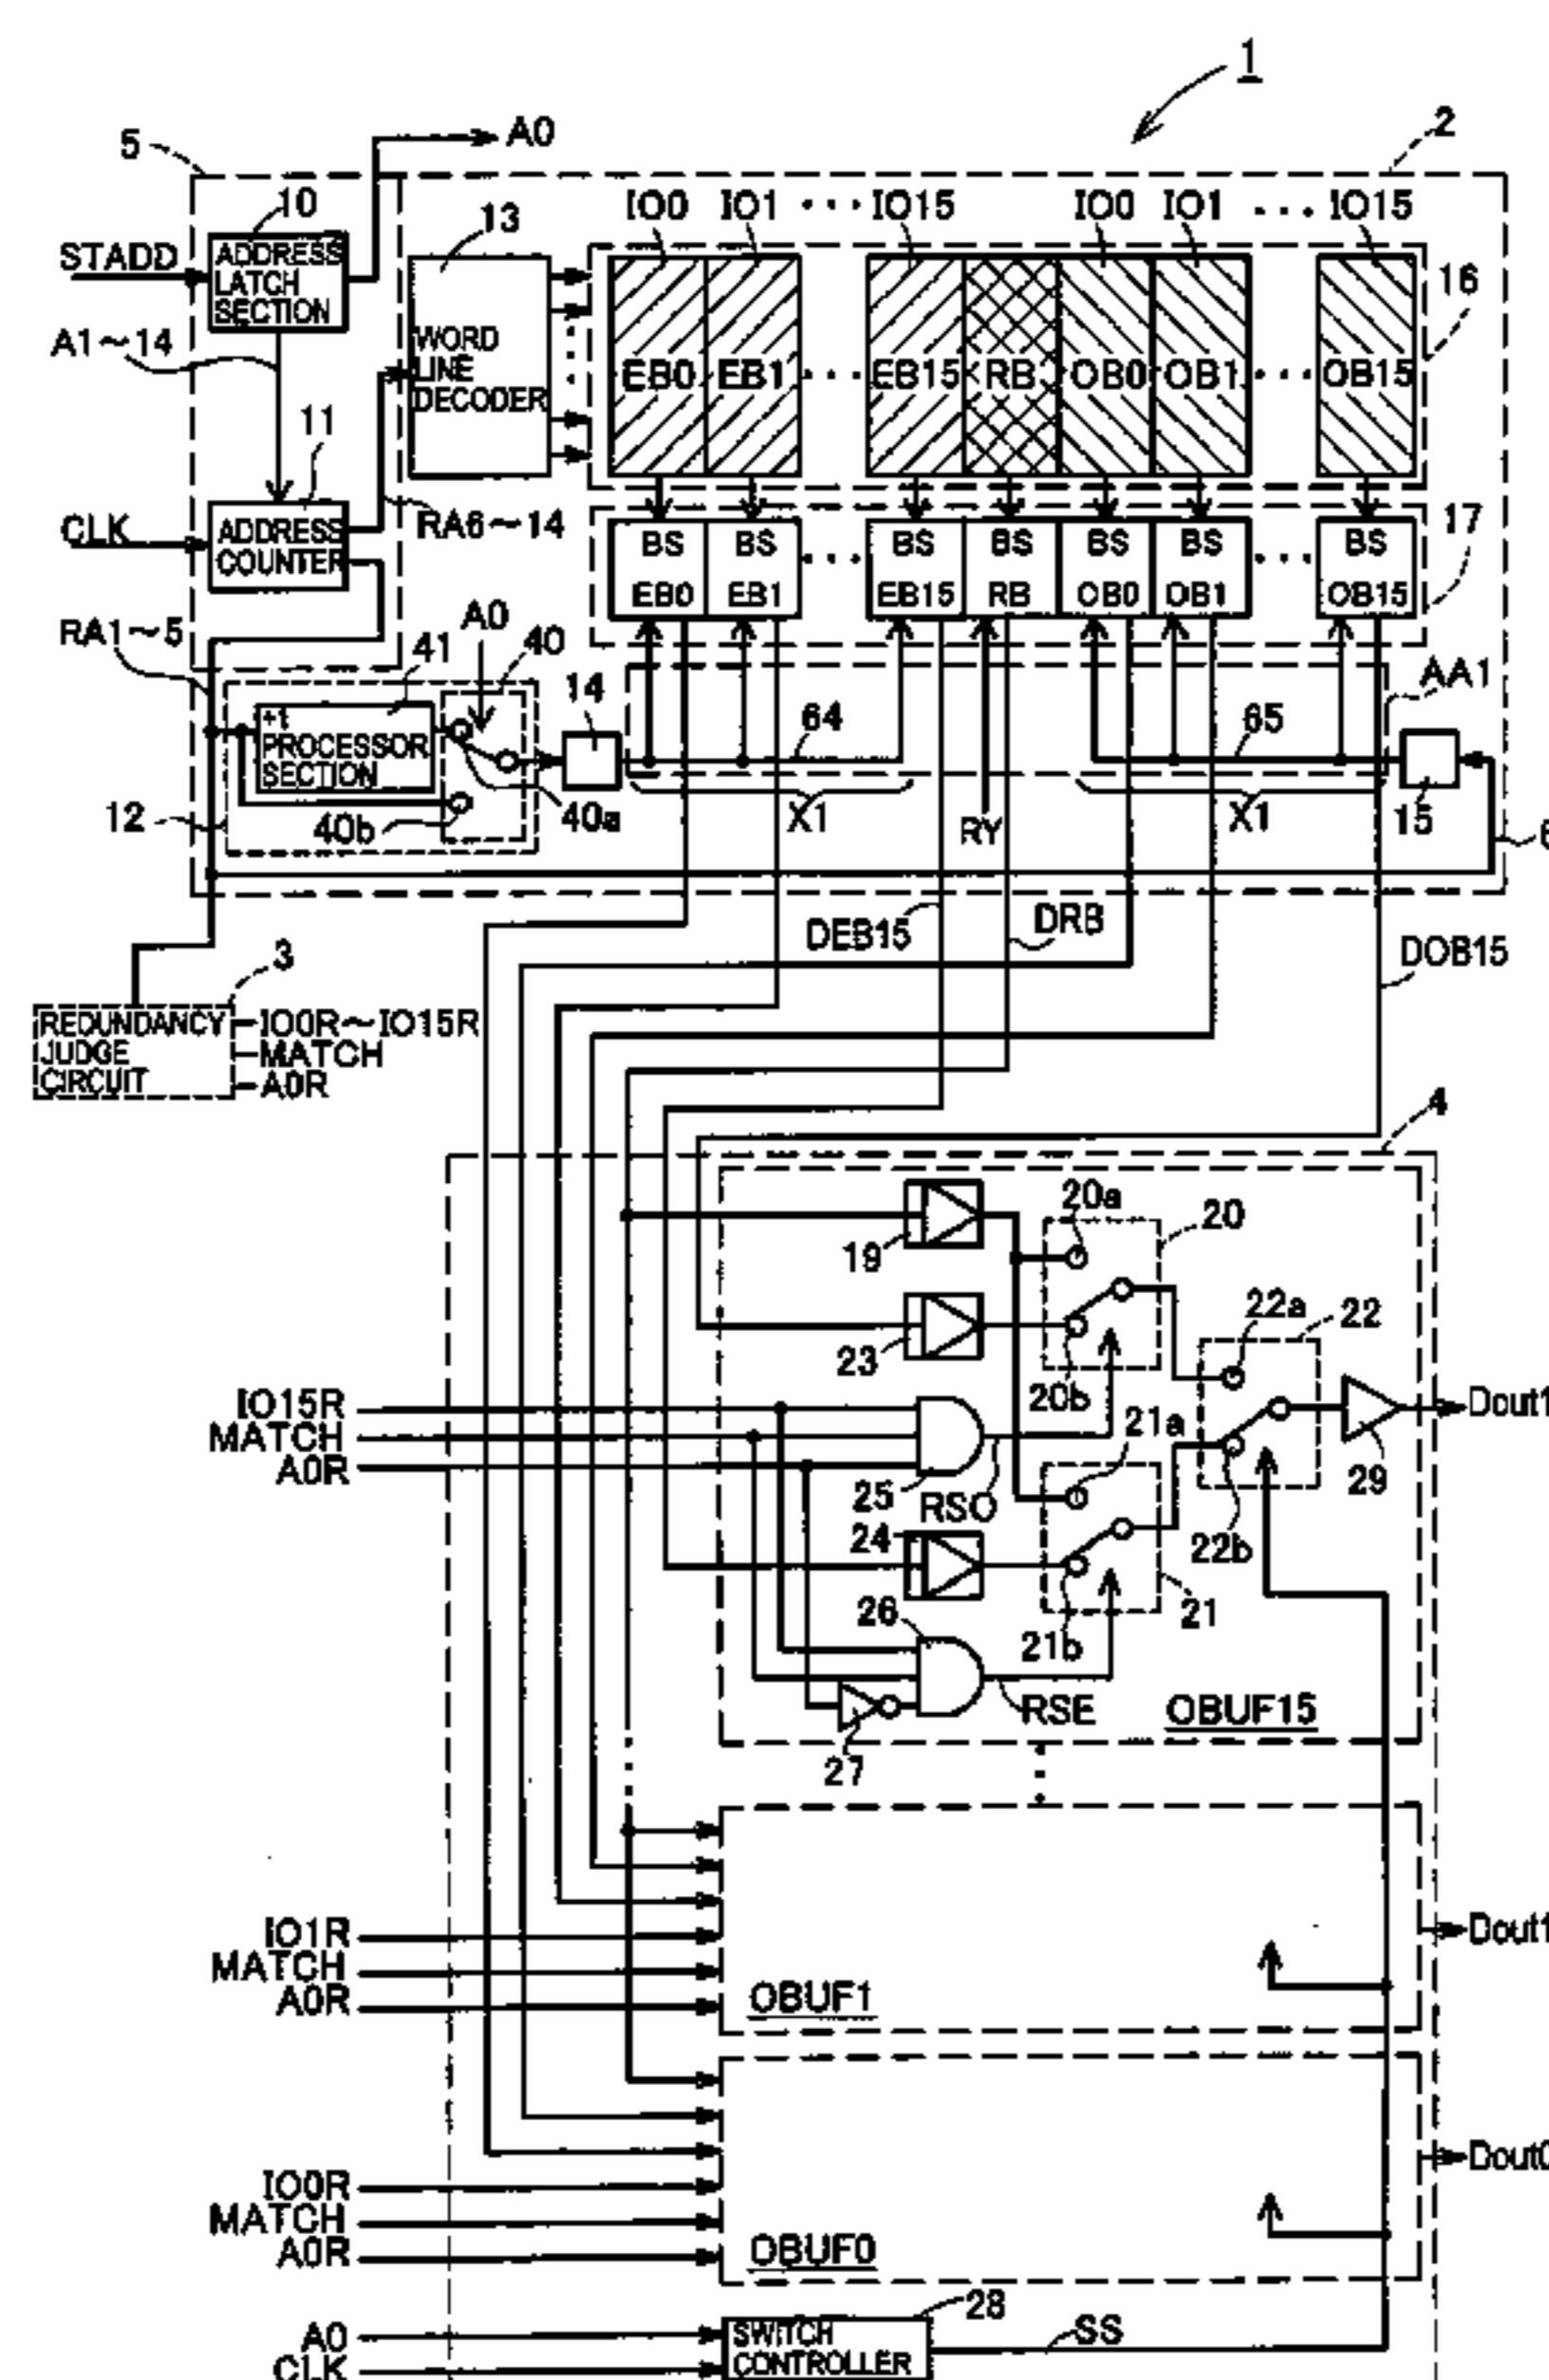 1
5
A0
2
10
13
IO0 IO1 ··· IO15 IO0 IO1 ··· IO15
STADD
ADDRESS
LATCH
SECTION
16
A1~14
WORD
LINE
DECODER
EB0 EB1 ··· EB15 RB OB0 OB1 ··· OB15
11
CLK
ADDRESS
COUNTER
RA6~14
17
BS BS ··· BS BS BS BS ··· BS
EB0 EB1 EB15 RB OB0 OB1 OB15
RA1~5
A0
41
40
14
AA1
+1
PROCESSOR
SECTION
64
65
12
40b
40a
X1
RY
X1
15
DEB15
DRB
DOB15
3
REDUNDANCY
JUDGE
CIRCUIT
IO0R~IO15R
MATCH
A0R
4
20a
20
19
22a
22
23
20b
IO15R
MATCH
A0R
21a
Dout1
25
RSO
29
24
22b
26
21
21b
RSE
OBUF15
27
IO1R
MATCH
A0R
OBUF1
Dout1
IO0R
MATCH
A0R
OBUF0
Dout0
28
A0
CLK
SWITCH
CONTROLLER
SS